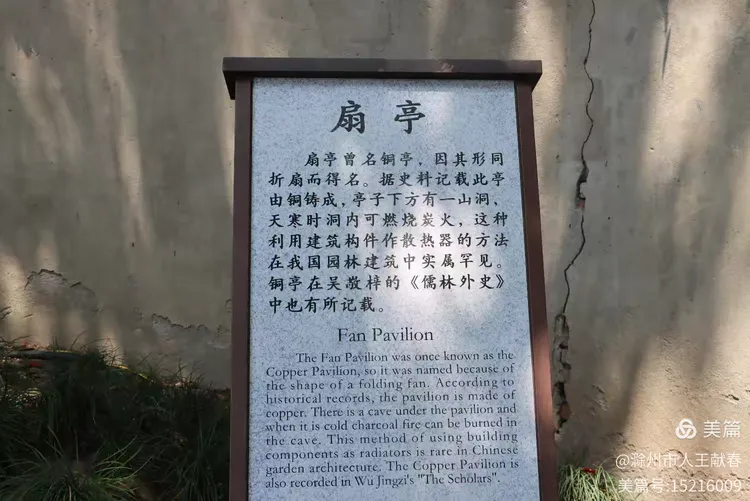 扇亭
扇亭曾名铜亭，因其形同
折扇而得名。据史料记载此亭
由铜铸成，亭子下方有一山洞，
天寒时洞内可燃烧炭火，这种
利用建筑构件作散热器的方法
在我国园林建筑中实属罕见。
铜亭在吴敬梓的《儒林外史》
中也有所记载。
Fan Pavilion
The Fan Pavilion was once known as the
Copper Pavilion, so it was named because of
the shape of a folding fan. According to
historical records, the pavilion is made of
copper. There is a cave under the pavilion and
when it is cold charcoal fire can be burned in
the cave. This method of using building
components as radiators is rare in Chinese
garden architecture. The Copper Pavilion is
also recorded in Wu Jingzi's "The Scholars".
美篇
@滁州市人王献春
美篇号:15216009